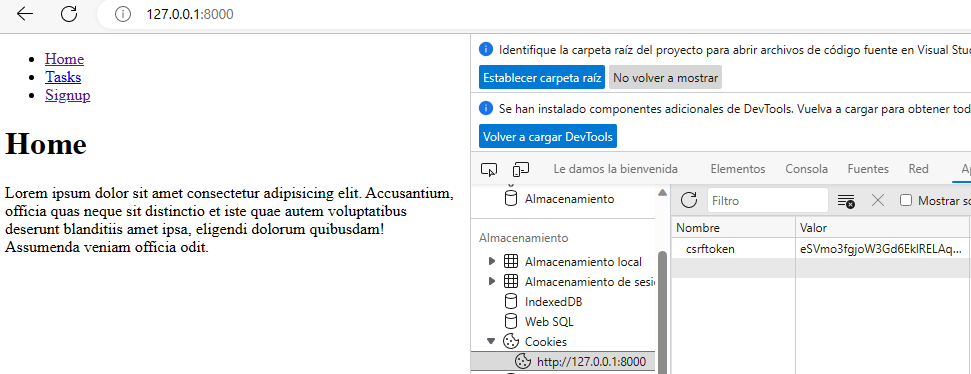 127.0.0.1:8000
Home
Tasks
Signup
Home
Lorem ipsum dolor sit amet consectetur adipisicing elit. Accusantium,
officia quas neque sit distinctio et iste quae autem voluptatibus
deserunt blanditiis amet ipsa, eligendi dolorum quibusdam!
Assumenda veniam officia odit.
Identifique la carpeta raíz del proyecto para abrir archivos de código fuente en Visual Stu
Establecer carpeta raíz No volver a mostrar
Se han instalado componentes adicionales de DevTools. Vuelva a cargar para obtener tod
Volver a cargar DevTools
Le damos la bienvenida Elementos Consola Fuentes Red Ap
Almacenamiento
Almacenamiento
Almacenamiento local
Almacenamiento de sesi
IndexedDB
Web SQL
Cookies
http://127.0.0.1:8000
Filtro Mostrar so
Nombre Valor
csrftoken eSVmo3fgjoW3Gd6EklRELAq...